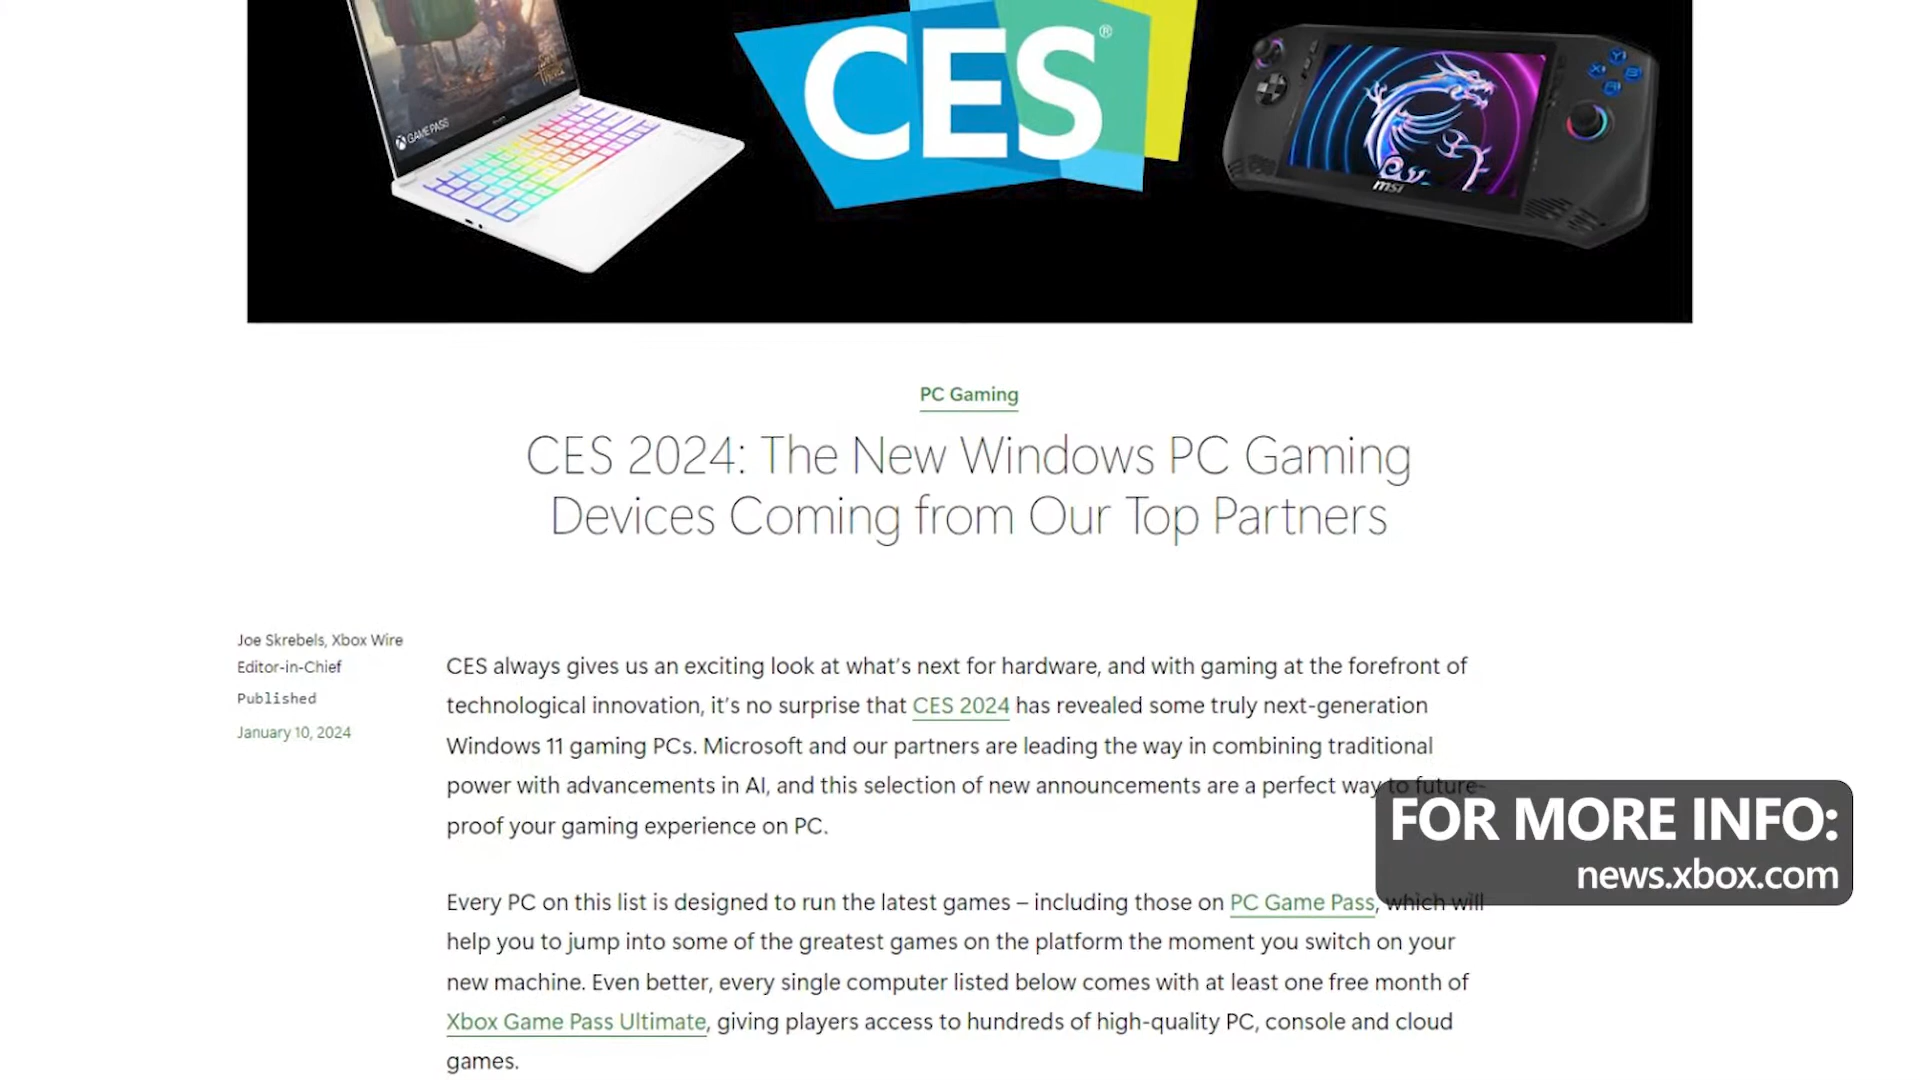 GAME PASS
CES®
msi
Y
X B
PC Gaming
CES 2024: The New Windows PC Gaming
Devices Coming from Our Top Partners
Joe Skrebels, Xbox Wire
Editor-in-Chief
Published
January 10, 2024
CES always gives us an exciting look at what’s next for hardware, and with gaming at the forefront of
technological innovation, it’s no surprise that CES 2024 has revealed some truly next-generation
Windows 11 gaming PCs. Microsoft and our partners are leading the way in combining traditional
power with advancements in AI, and this selection of new announcements are a perfect way to future-
proof your gaming experience on PC.
Every PC on this list is designed to run the latest games – including those on PC Game Pass, which will
help you to jump into some of the greatest games on the platform the moment you switch on your
new machine. Even better, every single computer listed below comes with at least one free month of
Xbox Game Pass Ultimate, giving players access to hundreds of high-quality PC, console and cloud
games.
FOR MORE INFO:
news.xbox.com